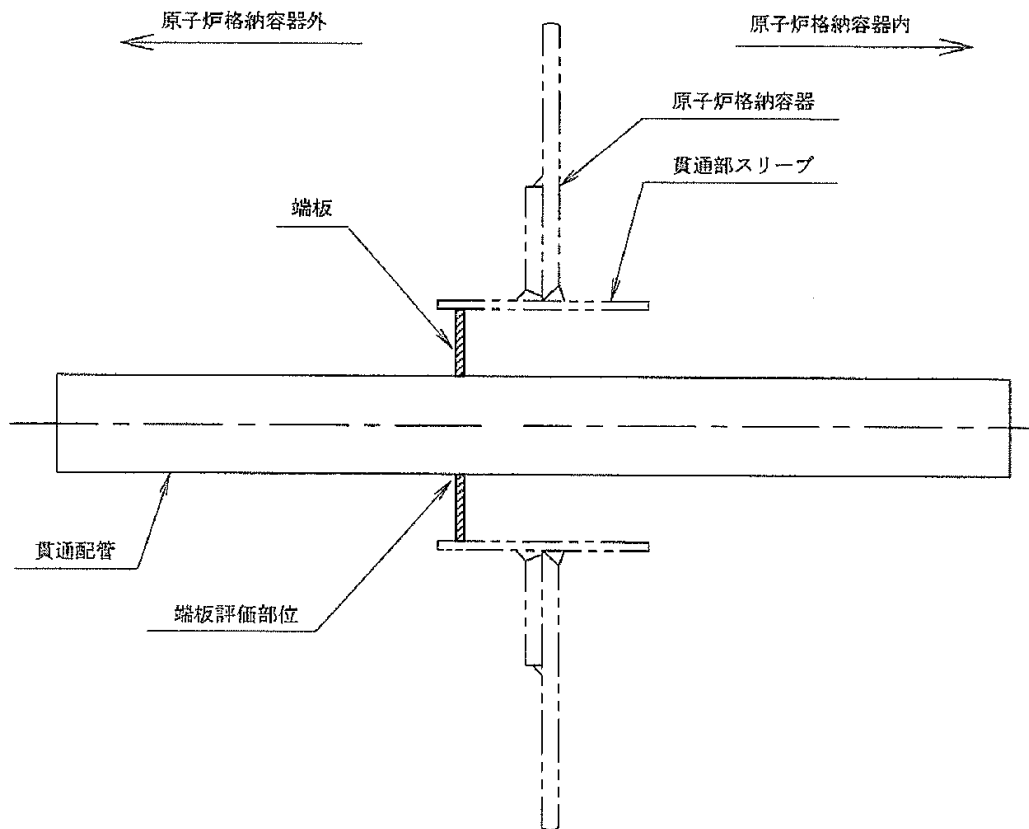 原子炉格納容器外
原子炉格納容器内
原子炉格納容器
貫通部スリーブ
端板
貫通配管
端板評価部位